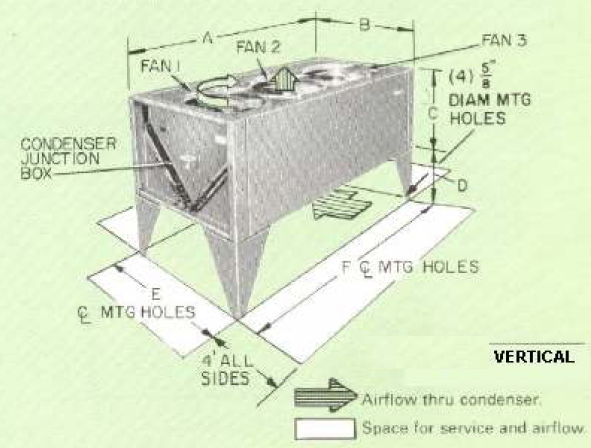 A
B
FAN 1
FAN 2
FAN 3
(4) 5/8"
DIAM MTG
HOLES
C
CONDENSER
JUNCTION
BOX
D
F ℄ MTG HOLES
E
℄ MTG HOLES
4' ALL
SIDES
VERTICAL
Airflow thru condenser.
Space for service and airflow.